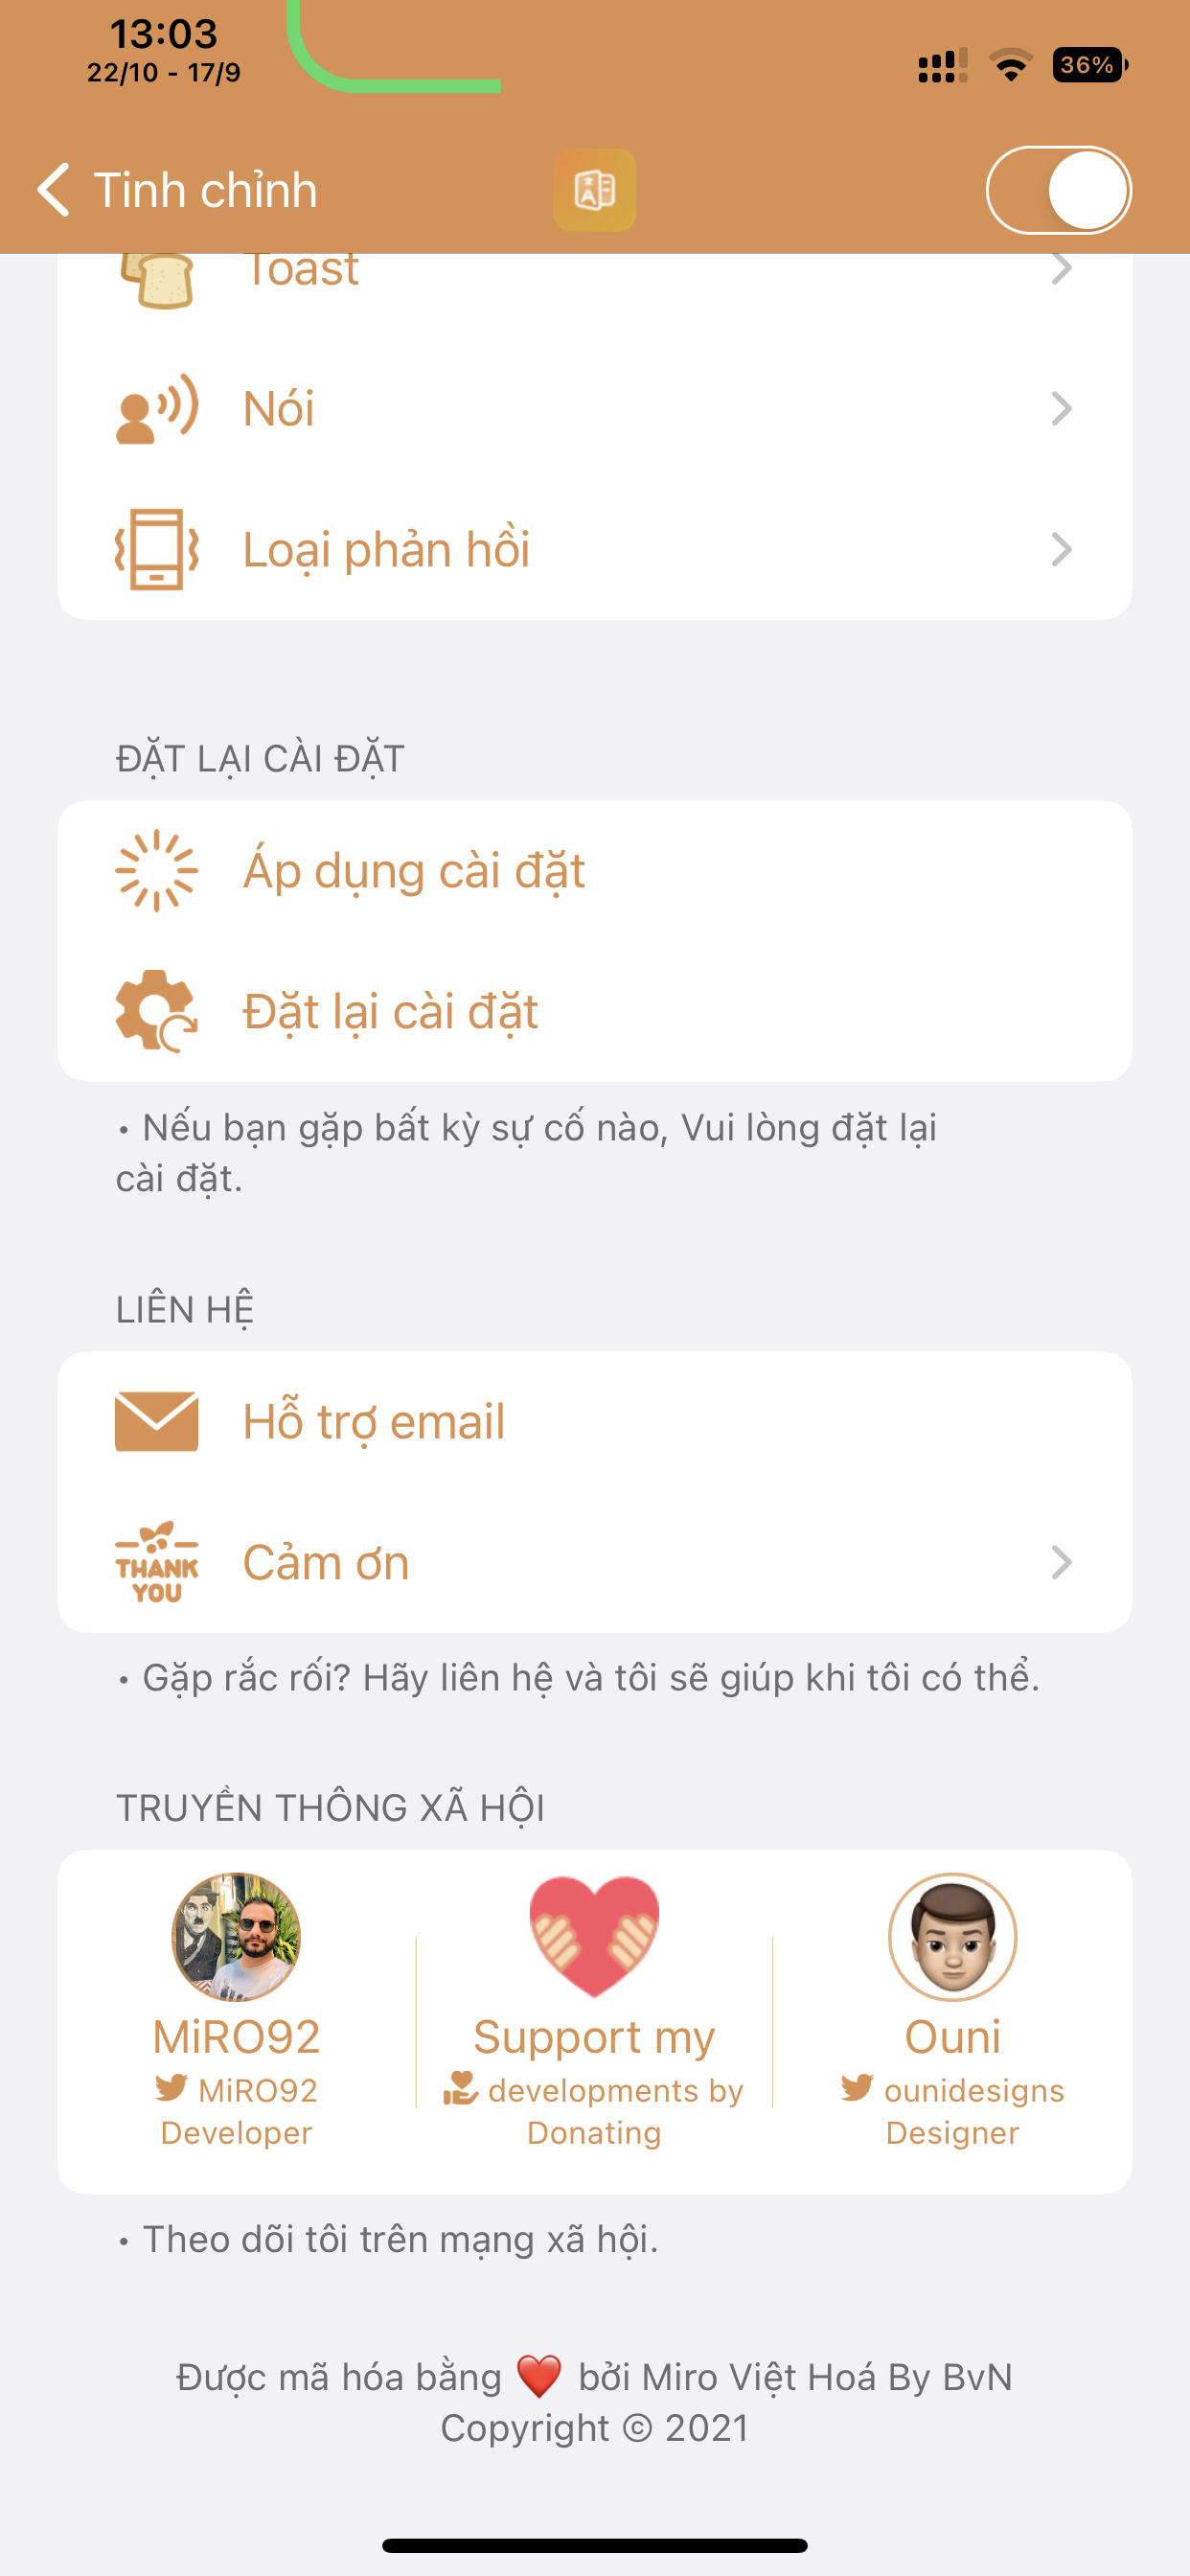 13:03
22/10 - 17/9
36%
Tinh chỉnh
Toast
Nói
Loại phản hồi
ĐẶT LẠI CÀI ĐẶT
Áp dụng cài đặt
Đặt lại cài đặt
• Nếu bạn gặp bất kỳ sự cố nào, Vui lòng đặt lại
cài đặt.
LIÊN HỆ
Hỗ trợ email
THANK
YOU
Cảm ơn
• Gặp rắc rối? Hãy liên hệ và tôi sẽ giúp khi tôi có thể.
TRUYỀN THÔNG XÃ HỘI
MiRO92
MiRO92
Developer
Support my
developments by
Donating
Ouni
ounidesigns
Designer
• Theo dõi tôi trên mạng xã hội.
Được mã hóa bằng ❤️ bởi Miro Việt Hoá By BvN
Copyright © 2021